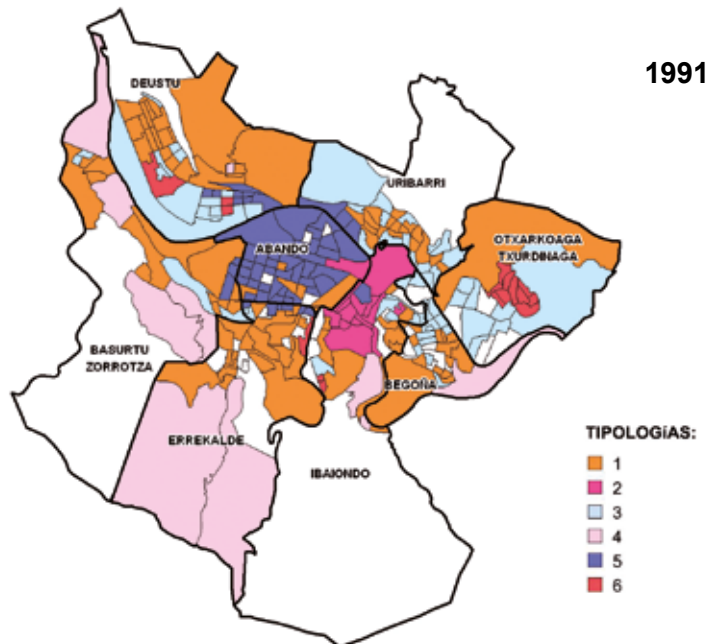 1991
DEUSTU
URIBARRI
OTXARKOAGA
TXURDINAGA
ABANDO
BASURTU
ZORROTZA
BEGOÑA
ERREKALDE
IBAIONDO
TIPOLOGíAS:
1
2
3
4
5
6